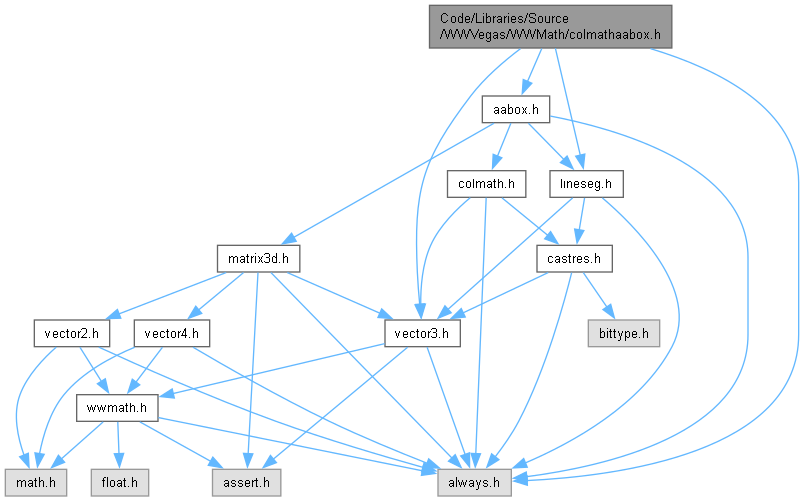 Code/Libraries/Source
/WWVegas/WWMath/colmathaabox.h
aabox.h
colmath.h
lineseg.h
matrix3d.h
castres.h
vector2.h
vector4.h
vector3.h
bittype.h
wwmath.h
math.h
float.h
assert.h
always.h